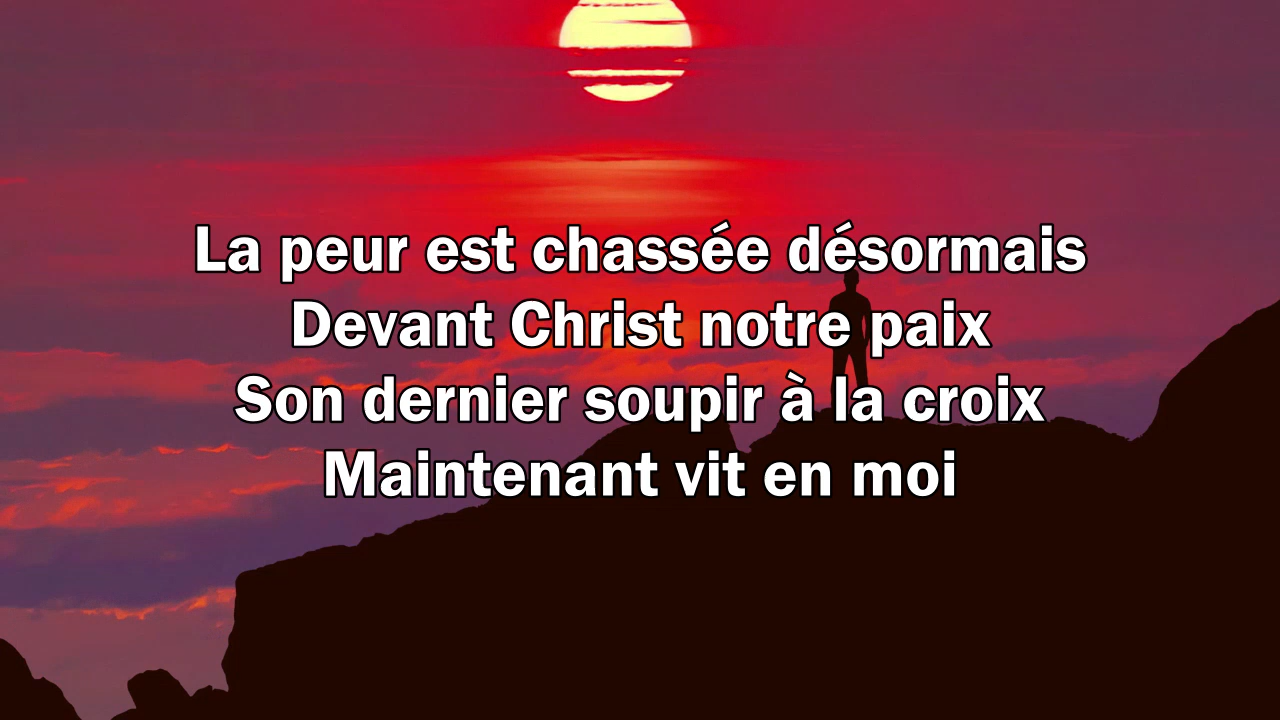 La peur est chassée désormais
Devant Christ notre paix
Son dernier soupir à la croix
Maintenant vit en moi